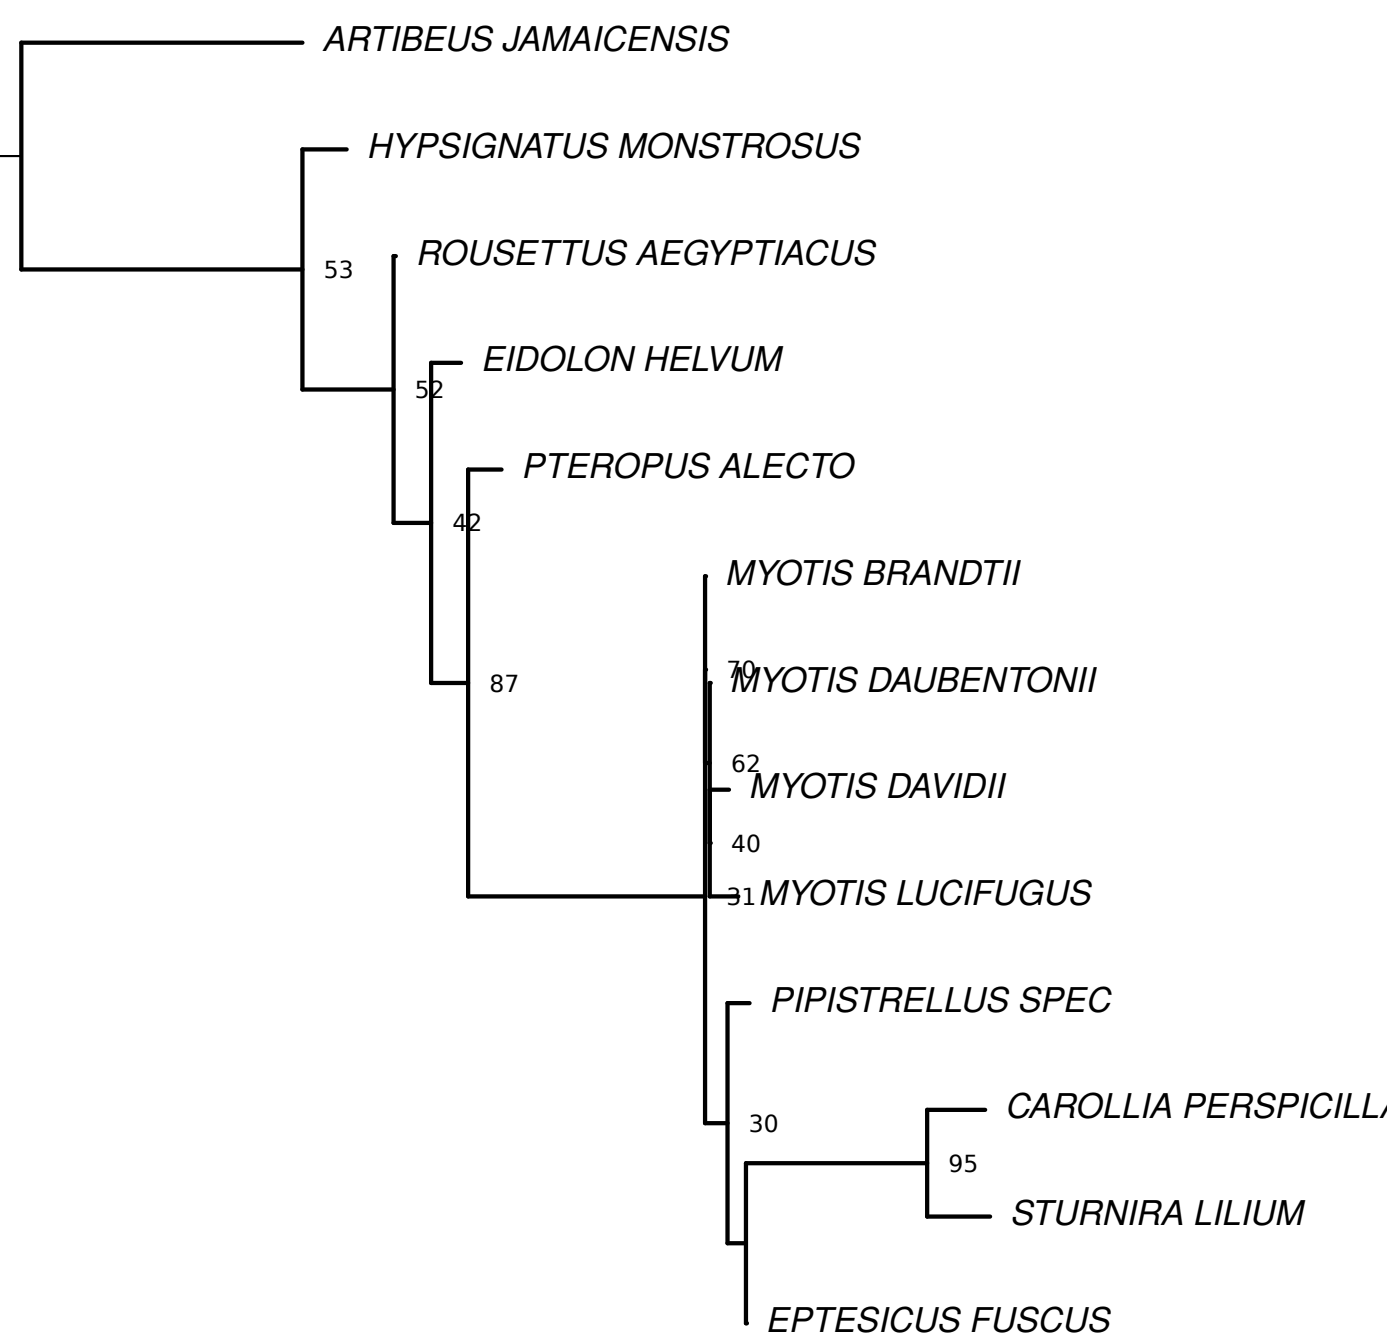 ARTIBEUS JAMAICENSIS
HYPSIGNATUS MONSTROSUS
ROUSETTUS AEGYPTIACUS
53
EIDOLON HELVUM
52
PTEROPUS ALECTO
42
MYOTIS BRANDTII
70
MYOTIS DAUBENTONII
87
62
MYOTIS DAVIDII
40
31 MYOTIS LUCIFUGUS
PIPISTRELLUS SPEC
CAROLLIA PERSPICILLA
30
95
STURNIRA LILIUM
EPTESICUS FUSCUS